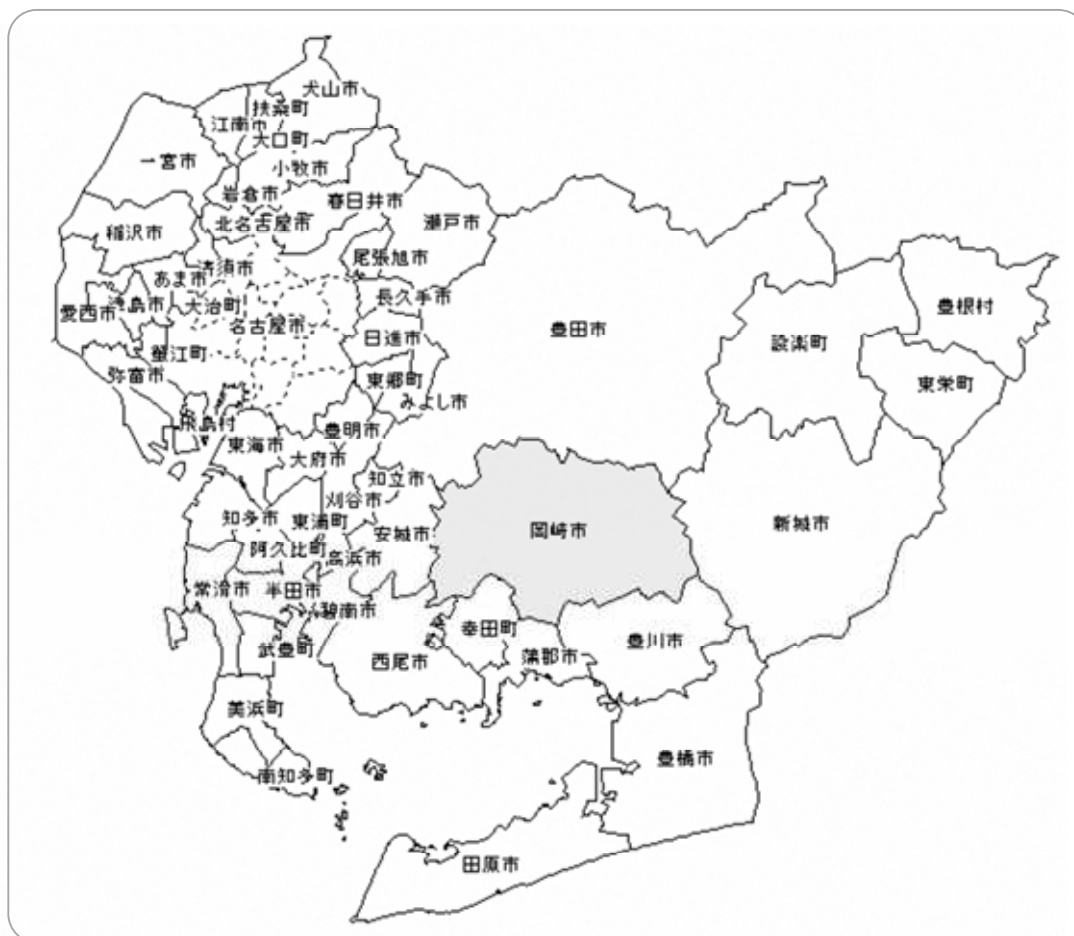 犬山市
扶桑町
江南市
大口町
一宮市
小牧市
岩倉市
春日井市
北名古屋市
瀬戸市
稲沢市
尾張旭市
清須市
あま市
長久手市
愛西市
津島市
大治町
名古屋市
豊田市
豊根村
日進市
設楽町
蟹江町
弥富市
東郷町
東栄町
みよし市
飛島村
豊明市
東海市
大府市
知立市
刈谷市
知多市
東浦町
安城市
岡崎市
新城市
阿久比町
高浜市
常滑市
半田市
碧南市
幸田町
豊川市
武豊町
西尾市
蒲郡市
美浜町
豊橋市
南知多町
田原市